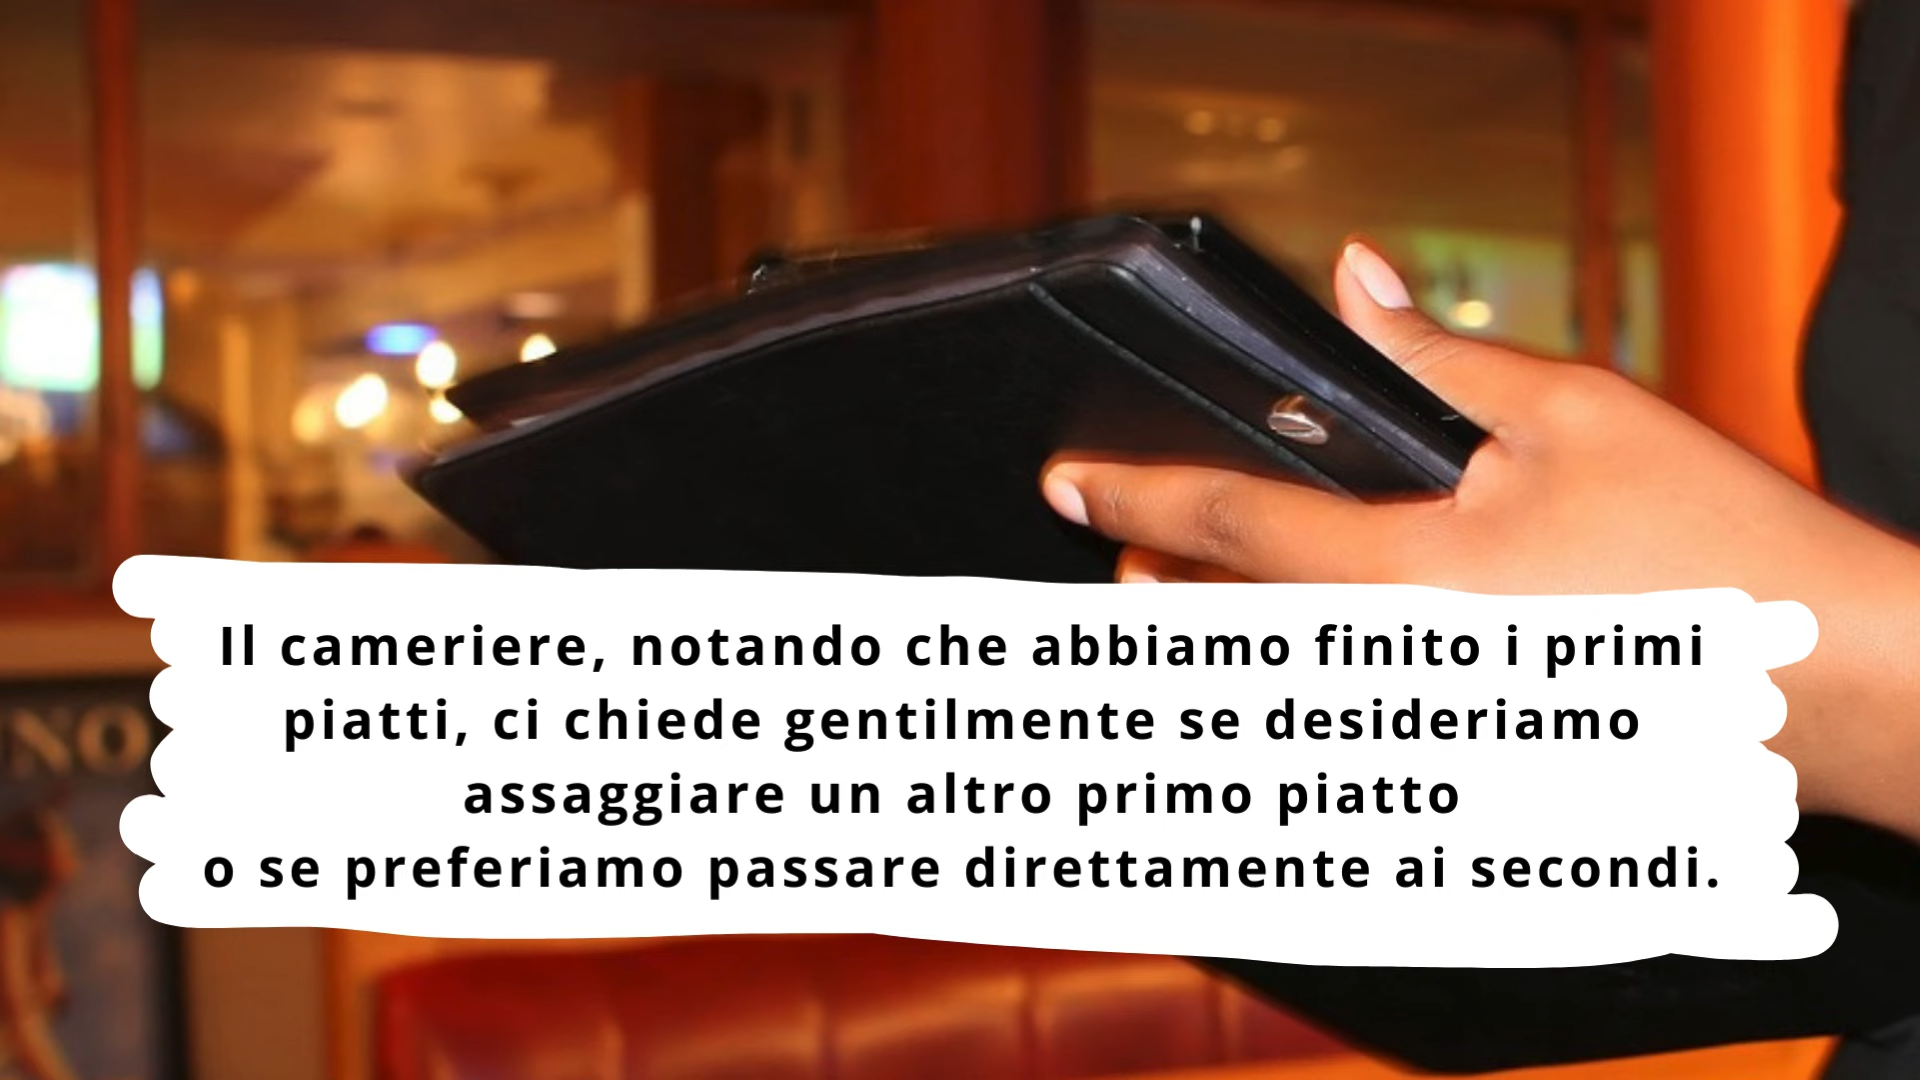 Il cameriere, notando che abbiamo finito i primi
piatti, ci chiede gentilmente se desideriamo
assaggiare un altro primo piatto
o se preferiamo passare direttamente ai secondi.